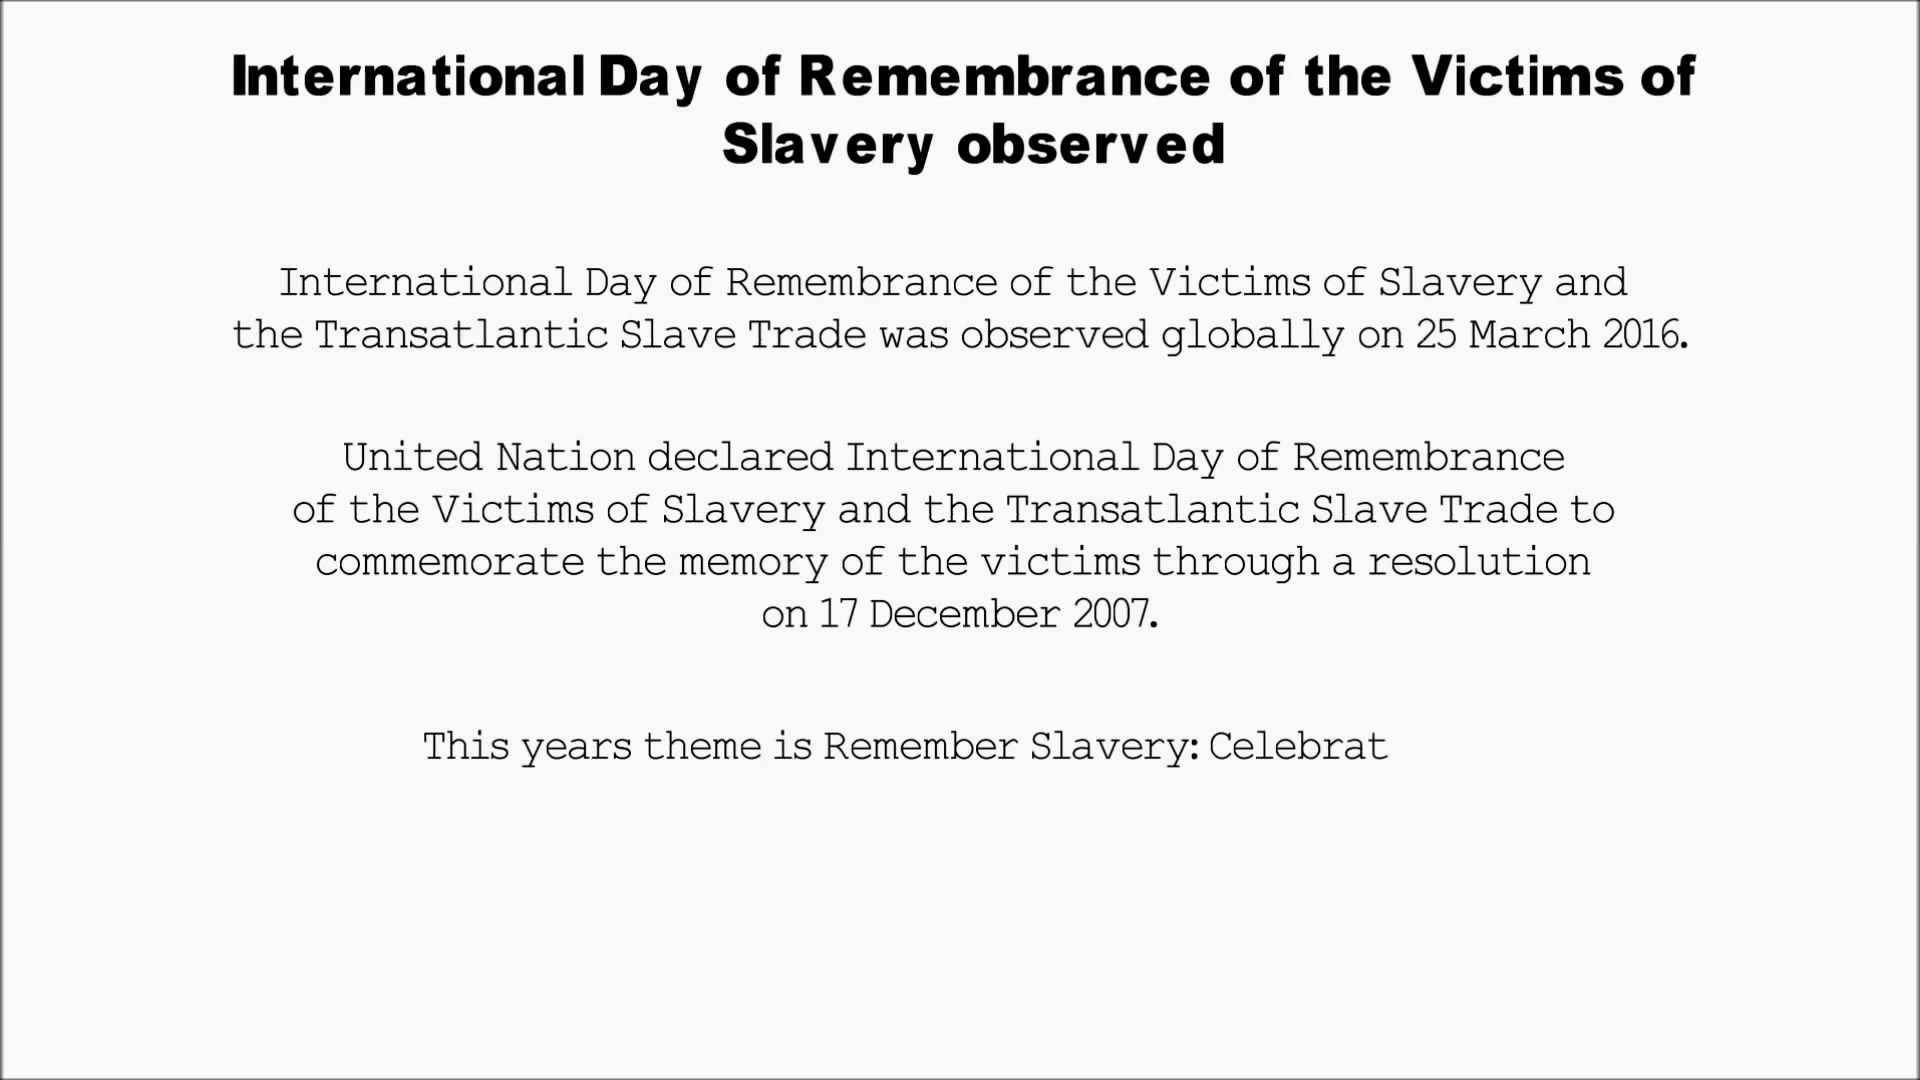 International Day of Remembrance of the Victims of
Slavery observed
International Day of Remembrance of the Victims of Slavery and
the Transatlantic Slave Trade was observed globally on 25 March 2016.
United Nation declared International Day of Remembrance
of the Victims of Slavery and the Transatlantic Slave Trade to
commemorate the memory of the victims through a resolution
on 17 December 2007.
This years theme is Remember Slavery: Celebrat